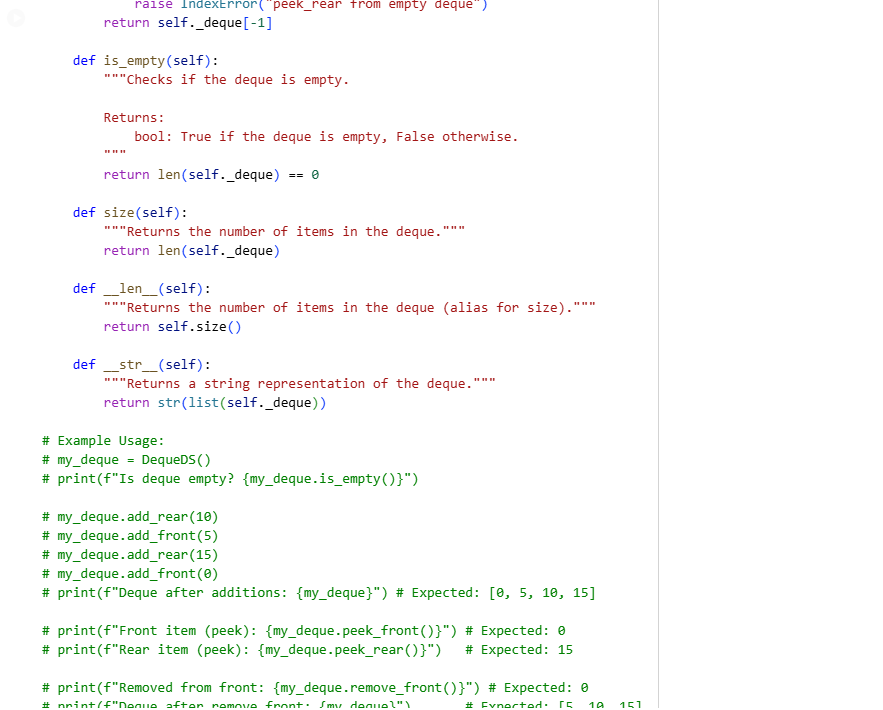 raise IndexError("peek_rear from empty deque")
        return self._deque[-1]

    def is_empty(self):
        """Checks if the deque is empty.

        Returns:
            bool: True if the deque is empty, False otherwise.
        """
        return len(self._deque) == 0

    def size(self):
        """Returns the number of items in the deque."""
        return len(self._deque)

    def __len__(self):
        """Returns the number of items in the deque (alias for size)."""
        return self.size()

    def __str__(self):
        """Returns a string representation of the deque."""
        return str(list(self._deque))

# Example Usage:
# my_deque = DequeDS()
# print(f"Is deque empty? {my_deque.is_empty()}")

# my_deque.add_rear(10)
# my_deque.add_front(5)
# my_deque.add_rear(15)
# my_deque.add_front(0)
# print(f"Deque after additions: {my_deque}") # Expected: [0, 5, 10, 15]

# print(f"Front item (peek): {my_deque.peek_front()}") # Expected: 0
# print(f"Rear item (peek): {my_deque.peek_rear()}")   # Expected: 15

# print(f"Removed from front: {my_deque.remove_front()}") # Expected: 0
# print(f"Deque after remove_front: {my_deque}")       # Expected: [5, 10, 15]